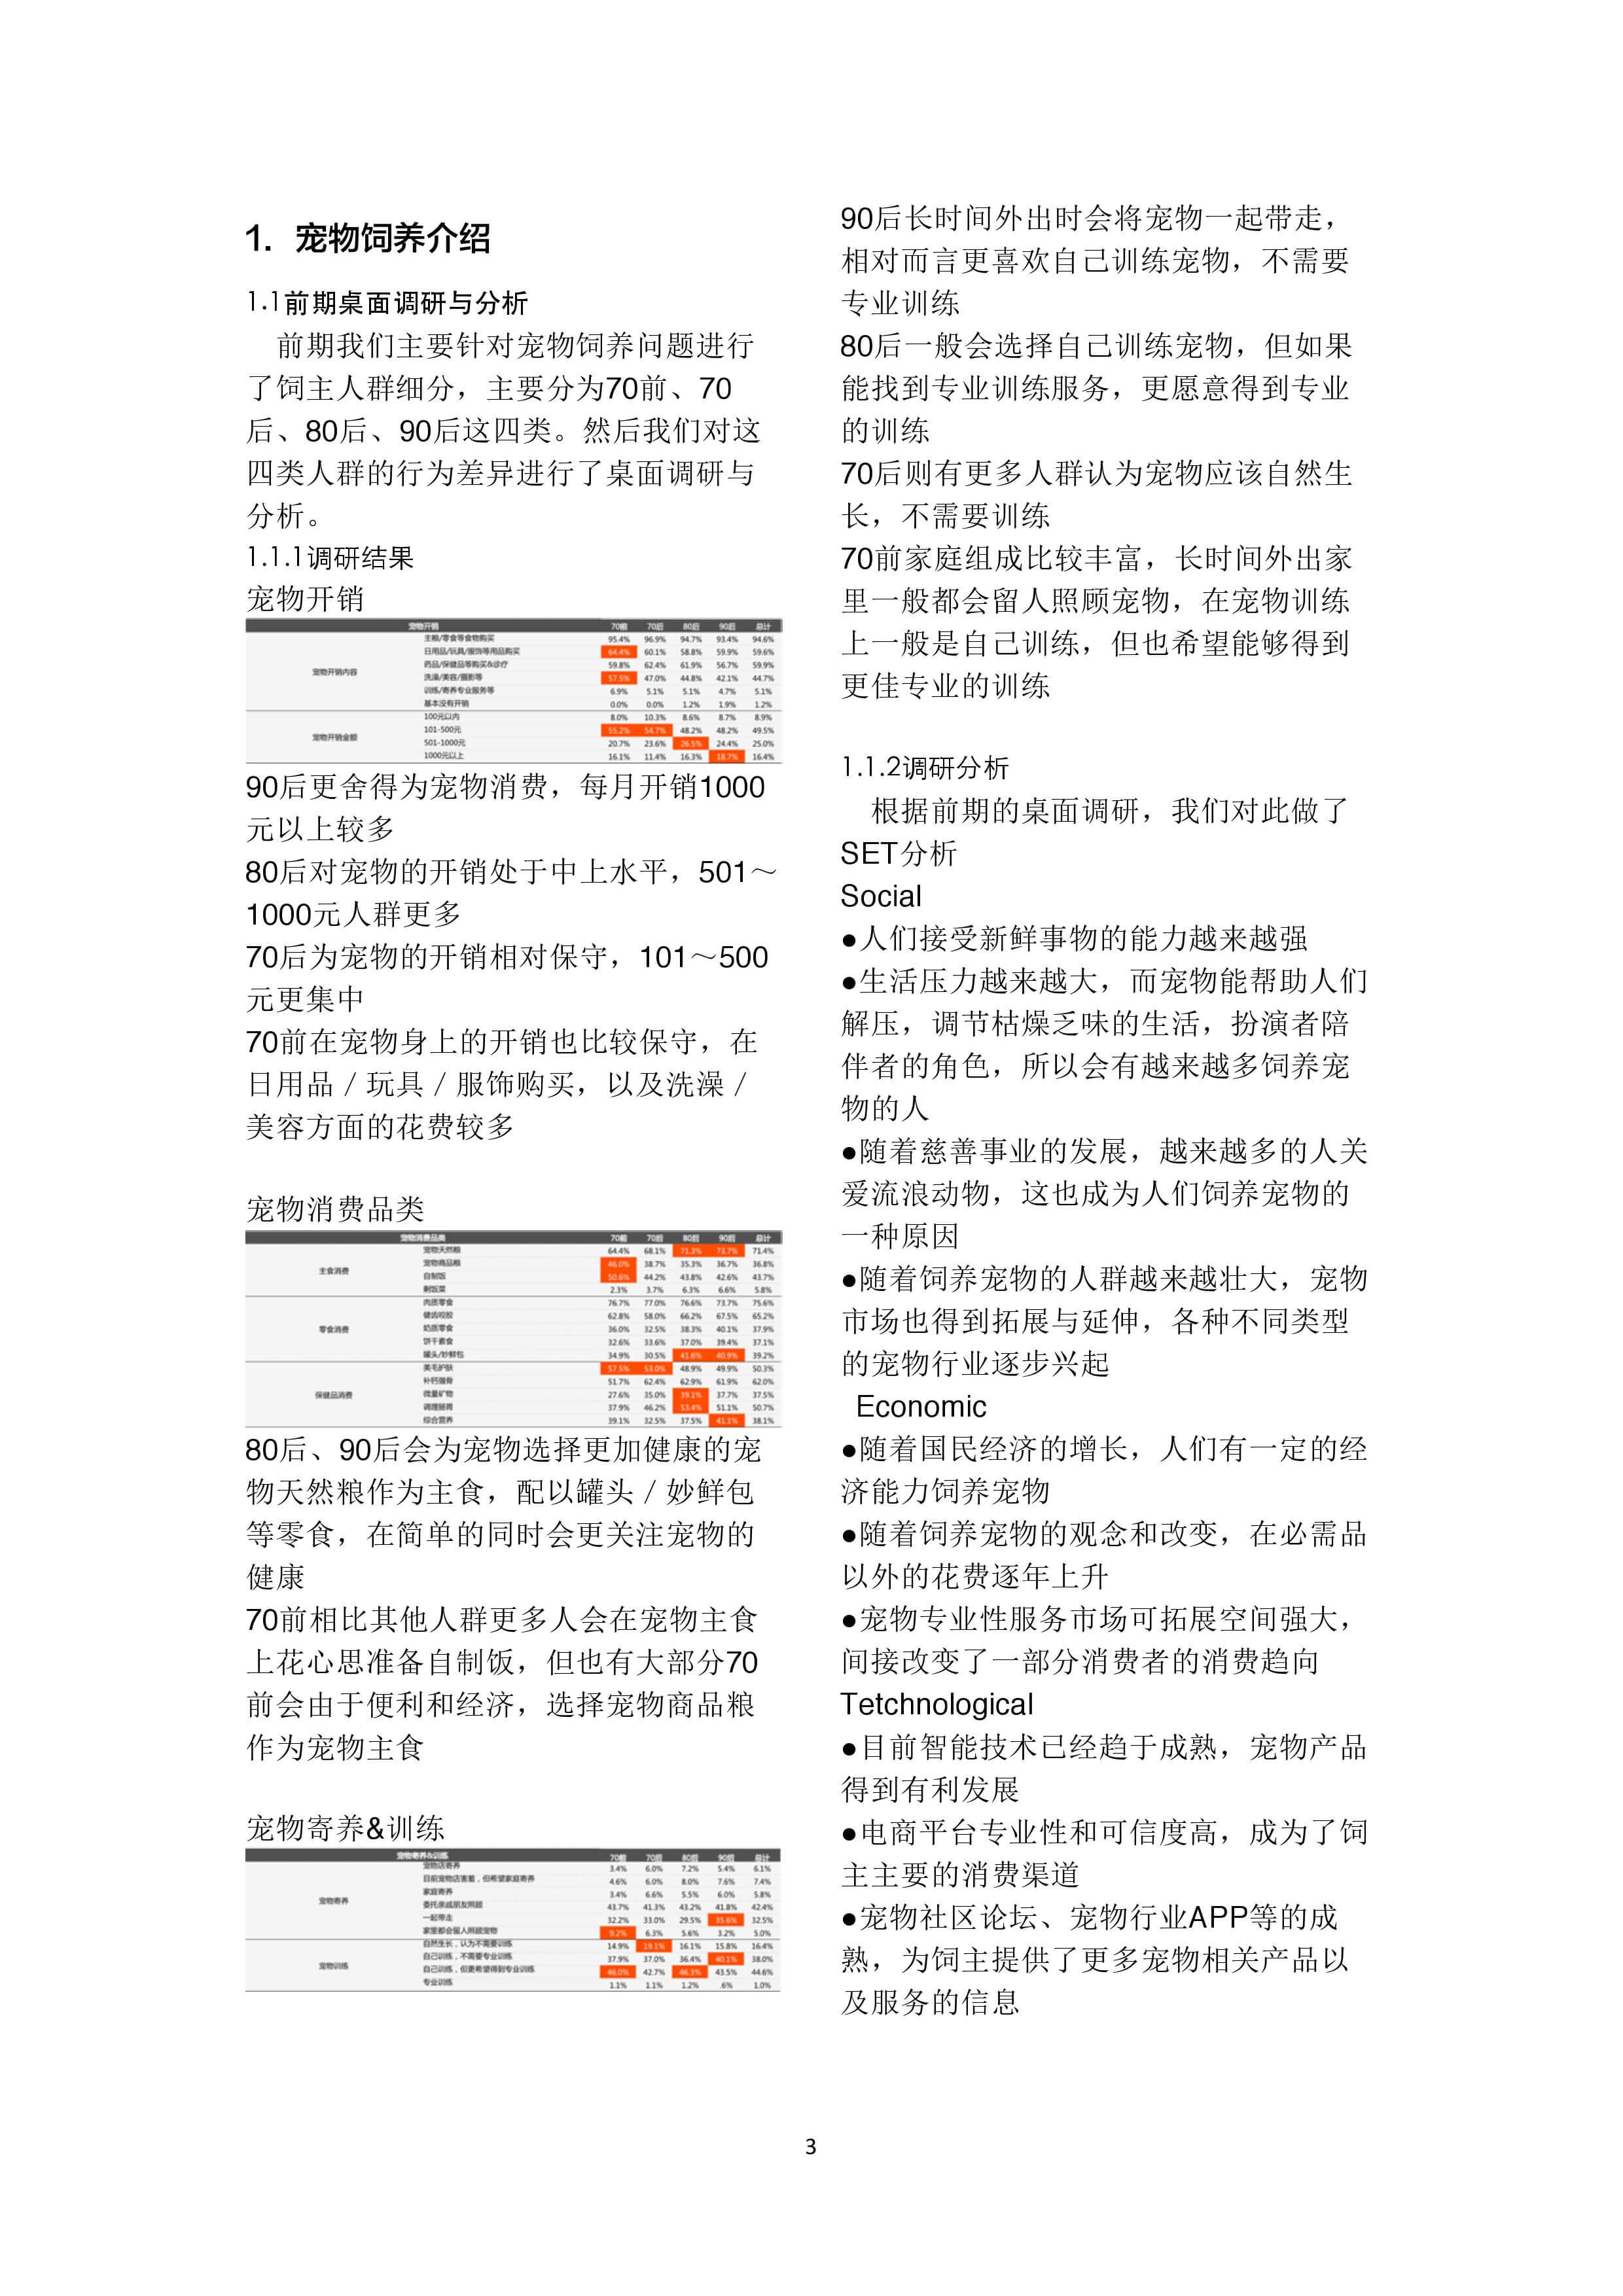 1. 宠物饲养介绍
1.1前期桌面调研与分析
前期我们主要针对宠物饲养问题进行
了饲主人群细分，主要分为70前、70
后、80后、90后这四类。然后我们对这
四类人群的行为差异进行了桌面调研与
分析。
1.1.1调研结果
宠物开销
宠物开销 70前 70后 80后 90后 总计
宠物开销内容
主粮/零食等食物购买 95.4% 96.9% 94.7% 93.4% 94.6%
日用品/玩具/服饰等用品购买 64.4% 60.1% 58.8% 59.9% 59.6%
药品/保健品等购买&诊疗 59.8% 62.4% 61.9% 56.7% 59.9%
洗澡/美容/摄影等 57.5% 47.0% 44.8% 42.1% 44.7%
训练/寄养专业服务等 6.9% 5.1% 5.1% 4.7% 5.1%
基本没有开销 0.0% 0.0% 1.2% 1.9% 1.2%
宠物开销金额
100元以内 8.0% 10.3% 8.6% 8.7% 8.9%
101-500元 55.2% 54.7% 48.2% 48.2% 49.5%
501-1000元 20.7% 23.6% 26.5% 24.4% 25.0%
1000元以上 16.1% 11.4% 16.3% 18.7% 16.4%
90后更舍得为宠物消费，每月开销1000
元以上较多
80后对宠物的开销处于中上水平，501～
1000元人群更多
70后为宠物的开销相对保守，101～500
元更集中
70前在宠物身上的开销也比较保守，在
日用品／玩具／服饰购买，以及洗澡／
美容方面的花费较多
宠物消费品类
宠物消费品类 70前 70后 80后 90后 总计
主食消费
宠物天然粮 64.4% 68.1% 71.3% 73.7% 71.4%
宠物商品粮 46.0% 38.7% 35.3% 36.7% 36.8%
自制饭 50.6% 44.2% 43.8% 42.6% 43.7%
剩饭菜 2.3% 3.7% 6.3% 6.6% 5.8%
零食消费
肉质零食 76.7% 77.0% 76.6% 73.7% 75.6%
健齿咬胶 62.8% 58.0% 66.2% 67.5% 65.2%
奶质零食 36.0% 32.5% 38.3% 40.1% 37.9%
饼干素食 32.6% 33.6% 37.0% 39.4% 37.1%
罐头/妙鲜包 34.9% 30.5% 41.6% 40.9% 39.2%
保健品消费
美毛护肤 57.5% 53.0% 48.9% 49.9% 50.3%
补钙强骨 51.7% 62.4% 62.9% 61.9% 62.0%
微量矿物 27.6% 35.0% 39.1% 37.7% 37.5%
调理肠胃 37.9% 46.2% 53.4% 51.1% 50.7%
综合营养 39.1% 32.5% 37.5% 41.1% 38.1%
80后、90后会为宠物选择更加健康的宠
物天然粮作为主食，配以罐头／妙鲜包
等零食，在简单的同时会更关注宠物的
健康
70前相比其他人群更多人会在宠物主食
上花心思准备自制饭，但也有大部分70
前会由于便利和经济，选择宠物商品粮
作为宠物主食
宠物寄养&训练
宠物寄养&训练 70前 70后 80后 90后 总计
宠物寄养
宠物店寄养 3.4% 6.0% 7.2% 5.4% 6.1%
目前宠物店寄养，但希望家庭寄养 4.6% 6.0% 8.0% 7.6% 7.4%
家庭寄养 3.4% 6.6% 5.5% 6.0% 5.8%
委托亲戚朋友照顾 43.7% 41.3% 43.2% 41.8% 42.4%
一起带走 32.2% 33.0% 29.5% 35.6% 32.5%
家里都会留人照顾宠物 9.2% 6.3% 5.6% 3.2% 5.0%
宠物训练
自然生长，认为不需要训练 14.9% 19.1% 16.1% 15.8% 16.4%
自己训练，不需要专业训练 37.9% 37.0% 36.4% 40.1% 38.0%
自己训练，但更希望得到专业训练 46.0% 42.7% 46.3% 43.5% 44.6%
专业训练 1.1% 1.1% 1.2% .6% 1.0%
90后长时间外出时会将宠物一起带走，
相对而言更喜欢自己训练宠物，不需要
专业训练
80后一般会选择自己训练宠物，但如果
能找到专业训练服务，更愿意得到专业
的训练
70后则有更多人群认为宠物应该自然生
长，不需要训练
70前家庭组成比较丰富，长时间外出家
里一般都会留人照顾宠物，在宠物训练
上一般是自己训练，但也希望能够得到
更佳专业的训练
1.1.2调研分析
根据前期的桌面调研，我们对此做了
SET分析
Social
●人们接受新鲜事物的能力越来越强
●生活压力越来越大，而宠物能帮助人们
解压，调节枯燥乏味的生活，扮演者陪
伴者的角色，所以会有越来越多饲养宠
物的人
●随着慈善事业的发展，越来越多的人关
爱流浪动物，这也成为人们饲养宠物的
一种原因
●随着饲养宠物的人群越来越壮大，宠物
市场也得到拓展与延伸，各种不同类型
的宠物行业逐步兴起
Economic
●随着国民经济的增长，人们有一定的经
济能力饲养宠物
●随着饲养宠物的观念和改变，在必需品
以外的花费逐年上升
●宠物专业性服务市场可拓展空间强大，
间接改变了一部分消费者的消费趋向
Tetchnological
●目前智能技术已经趋于成熟，宠物产品
得到有利发展
●电商平台专业性和可信度高，成为了饲
主主要的消费渠道
●宠物社区论坛、宠物行业APP等的成
熟，为饲主提供了更多宠物相关产品以
及服务的信息
3